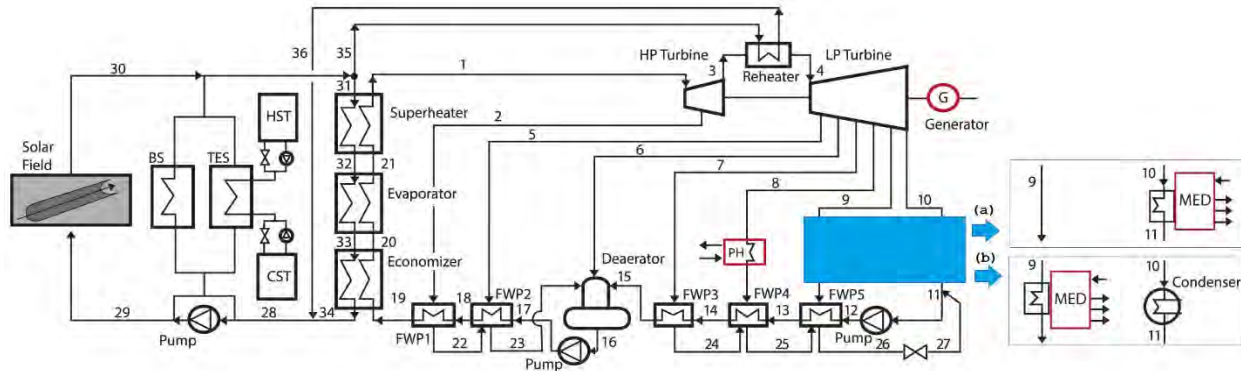 36
35
HP Turbine
LP Turbine
30
1
3
4
Reheater
31
G
Generator
HST
Superheater
2
5
Solar
Field
BS
TES
32
21
6
7
Evaporator
8
9
10
(a)
9
10
MED
11
33
20
PH
Deaerator
15
(b)
CST
Economizer
9
10
MED
Condenser
11
19
18
FWP2
17
FWP3
14
FWP4
13
FWP5
12
11
29
28
34
Pump
FWP1
22
23
Pump
16
24
25
Pump
26
27